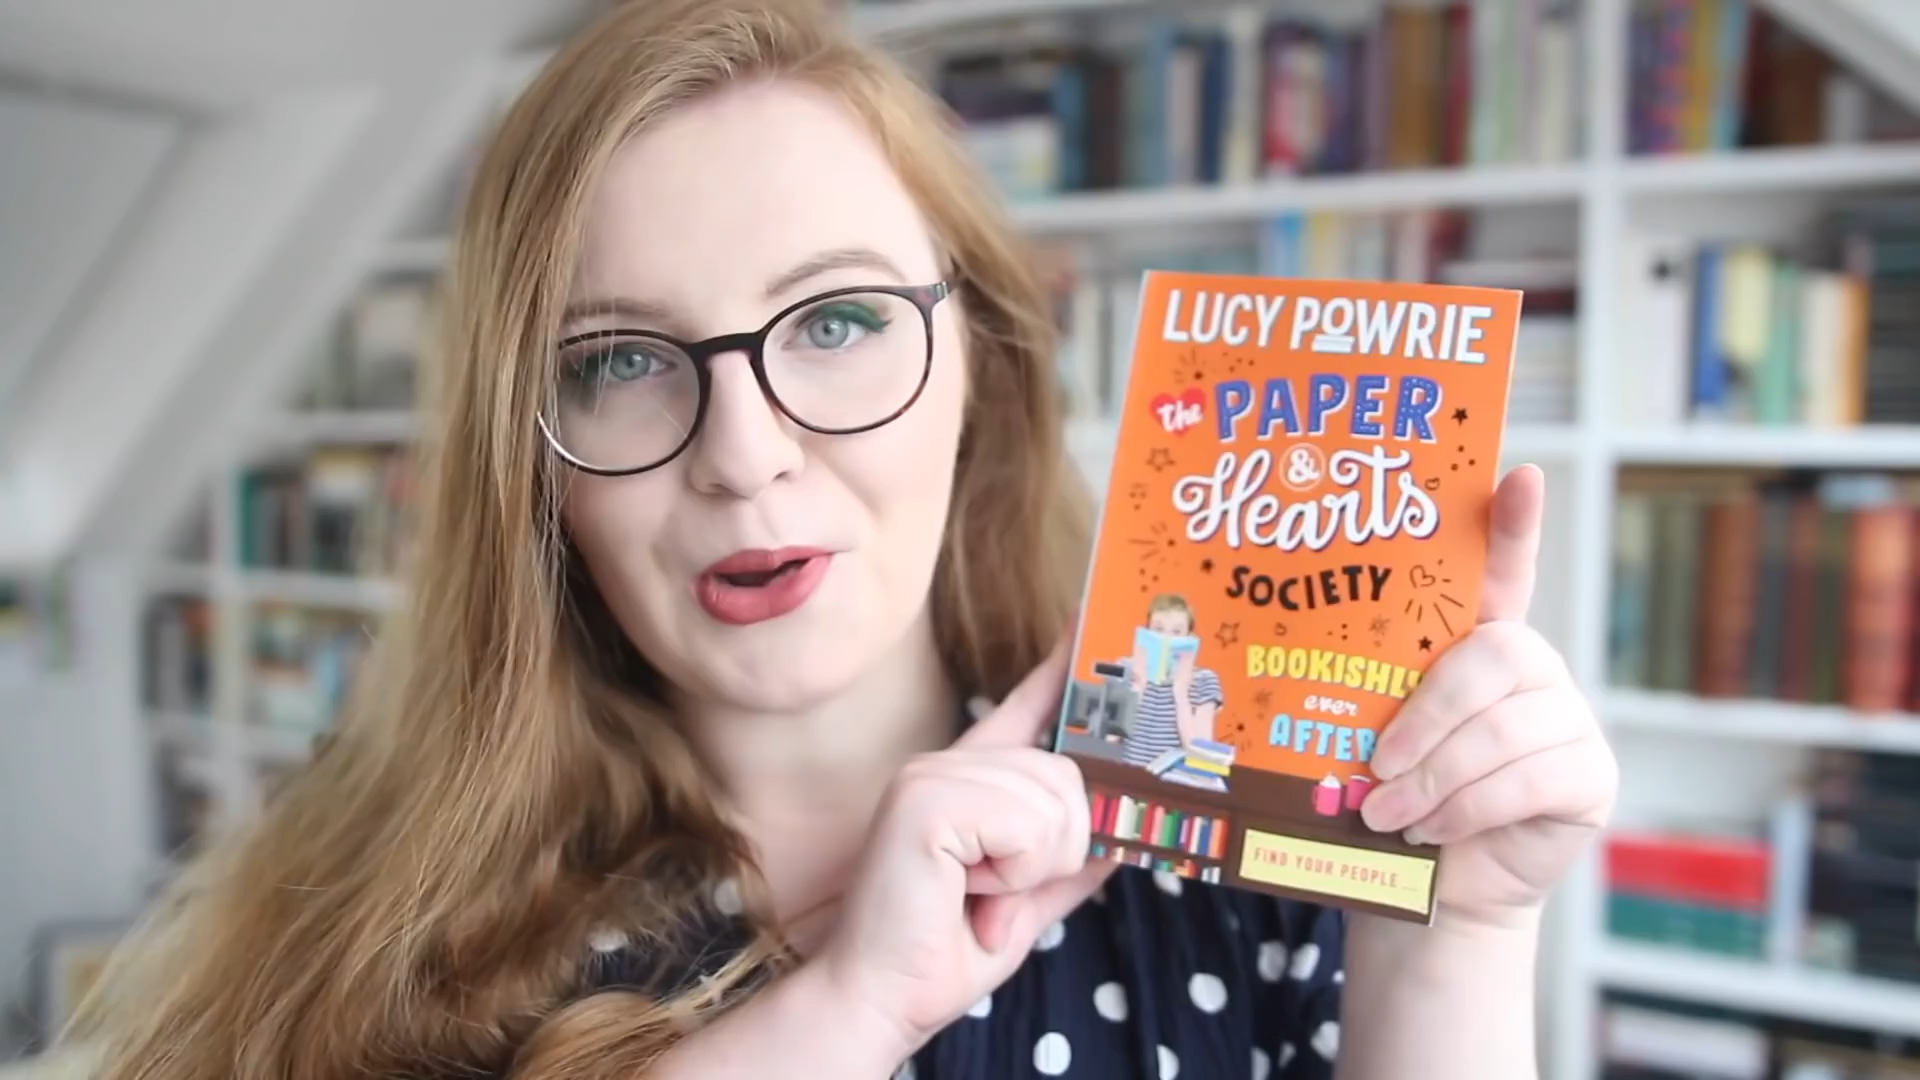 LUCY POWRIE
the PAPER
&
Hearts
SOCIETY
BOOKISHLY
ever
AFTER
FIND YOUR PEOPLE...